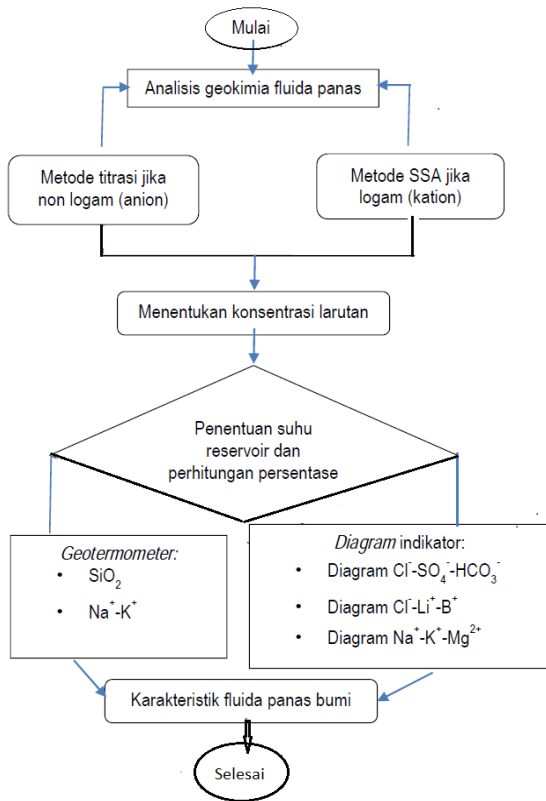 Mulai
Analisis geokimia fluida panas
Metode titrasi jika
non logam (anion)
Metode SSA jika
logam (kation)
Menentukan konsentrasi larutan
Penentuan suhu
reservoir dan
perhitungan persentase
Geotermometer:
• SiO₂
• Na⁺-K⁺
Diagram indikator:
• Diagram Cl⁻-SO₄⁻-HCO₃⁻
• Diagram Cl⁻-Li⁺-B⁺
• Diagram Na⁺-K⁺-Mg²⁺
Karakteristik fluida panas bumi
Selesai